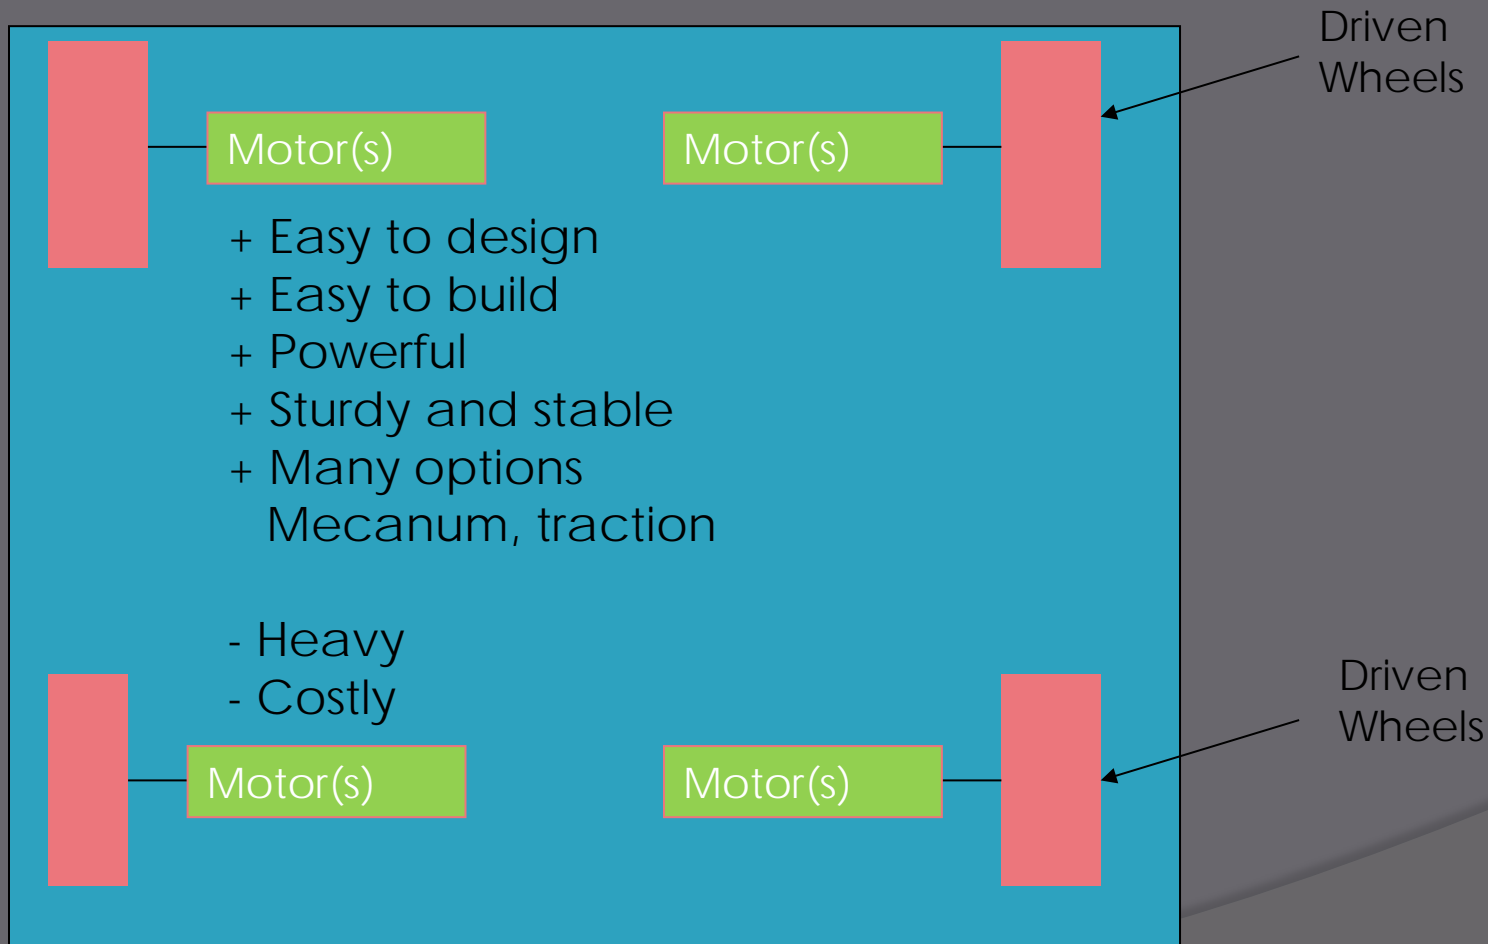 Driven
Wheels
Motor(s)
Motor(s)
+ Easy to design
+ Easy to build
+ Powerful
+ Sturdy and stable
+ Many options
Mecanum, traction
- Heavy
- Costly
Driven
Wheels
Motor(s)
Motor(s)